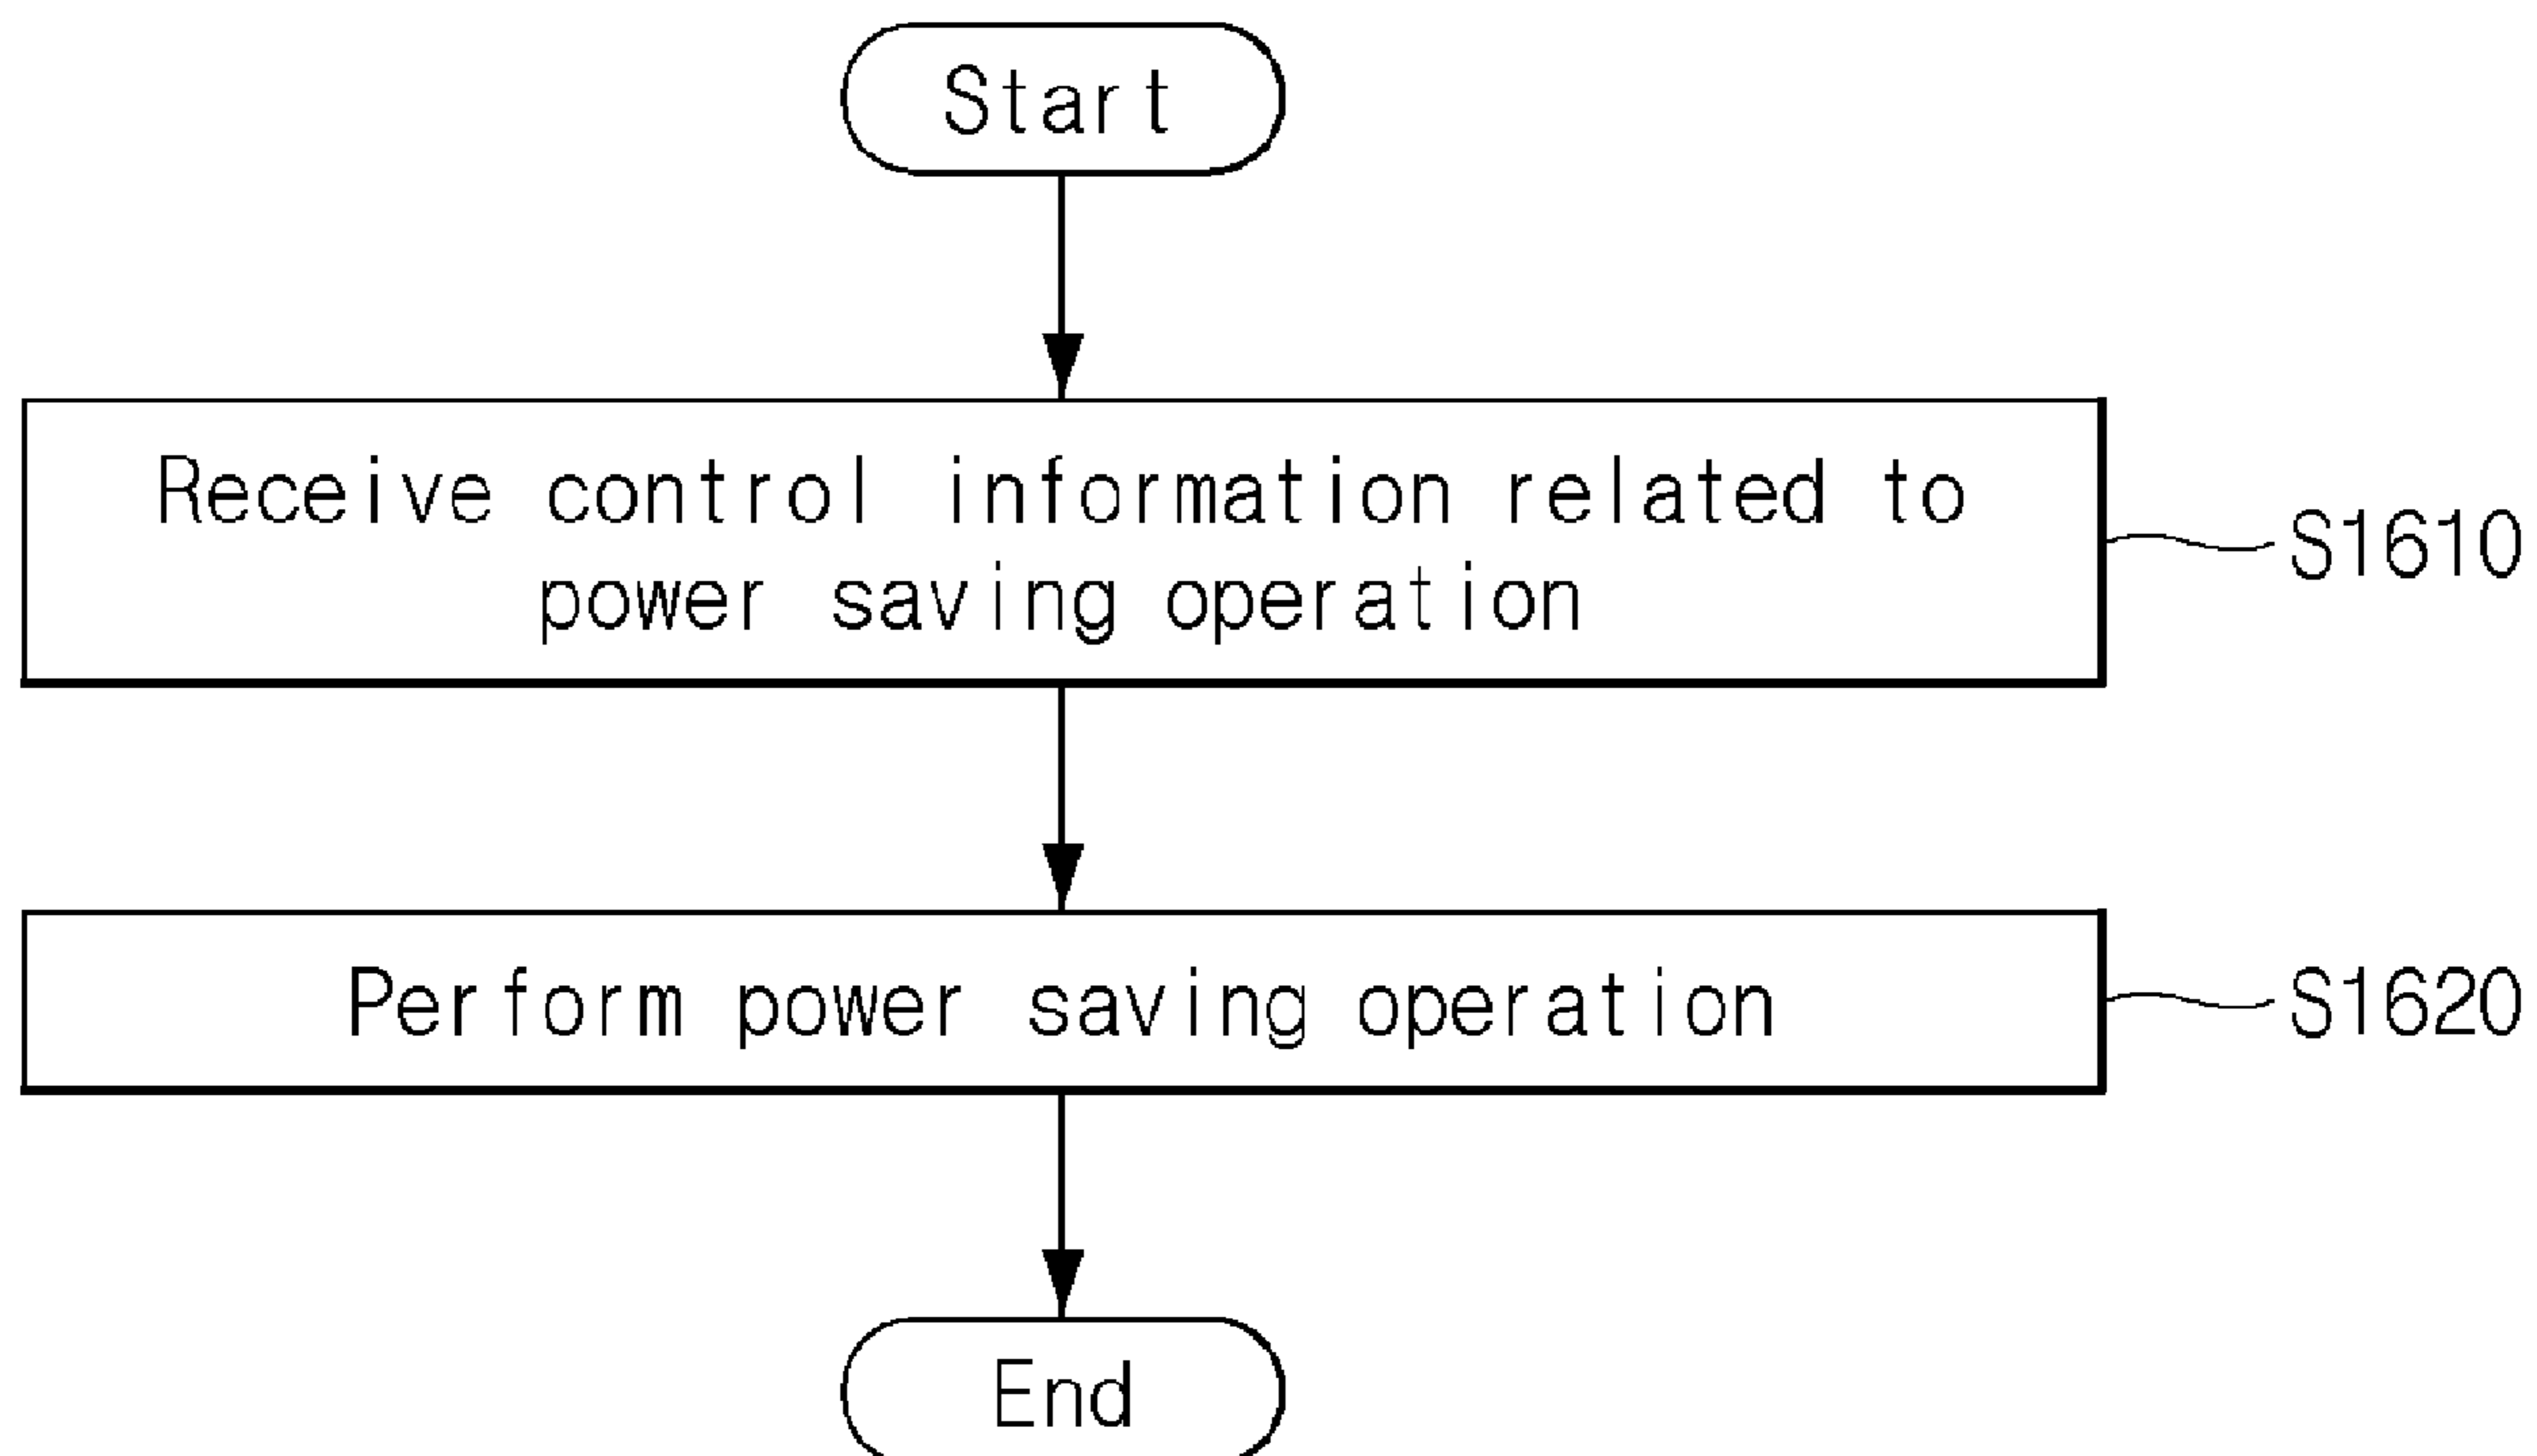 Start
Receive control information related to
power saving operation
S1610
Perform power saving operation
S1620
End